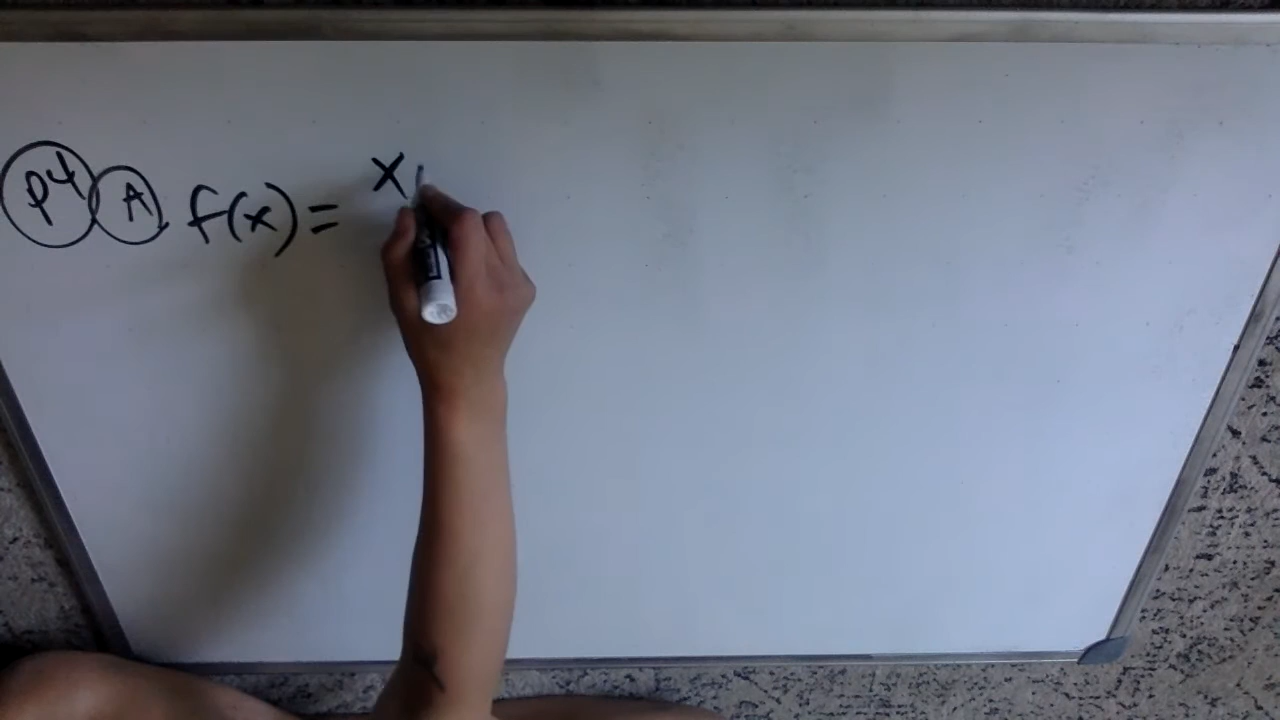 P4 A. f(x) = x